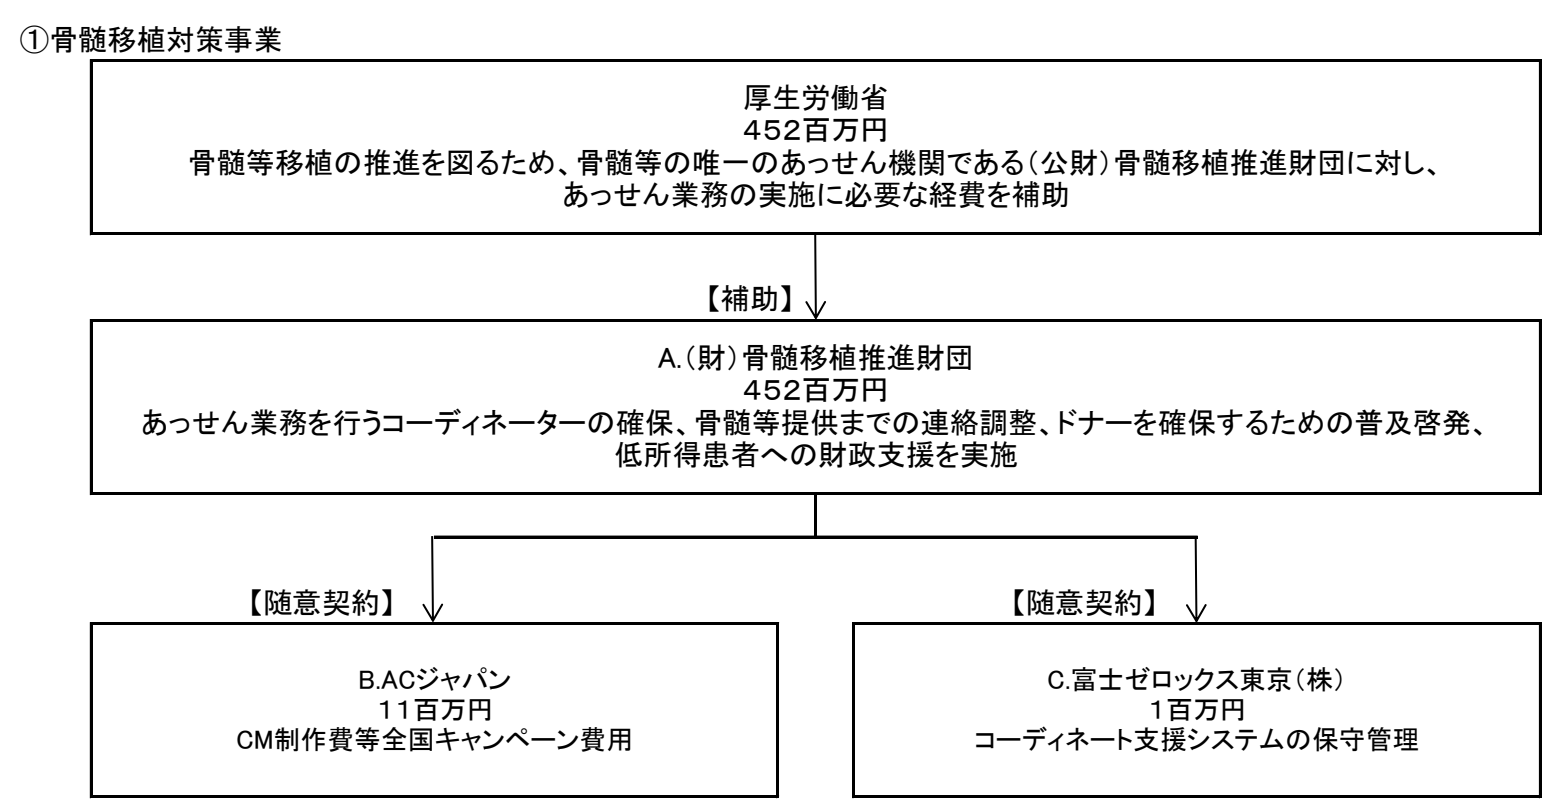 ①骨髄移植対策事業
厚生労働省
４５２百万円
骨髄等移植の推進を図るため、骨髄等の唯一のあっせん機関である（公財）骨髄移植推進財団に対し、
あっせん業務の実施に必要な経費を補助
【補助】
A.（財）骨髄移植推進財団
４５２百万円
あっせん業務を行うコーディネーターの確保、骨髄等提供までの連絡調整、ドナーを確保するための普及啓発、
低所得患者への財政支援を実施
【随意契約】
【随意契約】
B.ACジャパン
１１百万円
CM制作費等全国キャンペーン費用
C.富士ゼロックス東京（株）
１百万円
コーディネート支援システムの保守管理